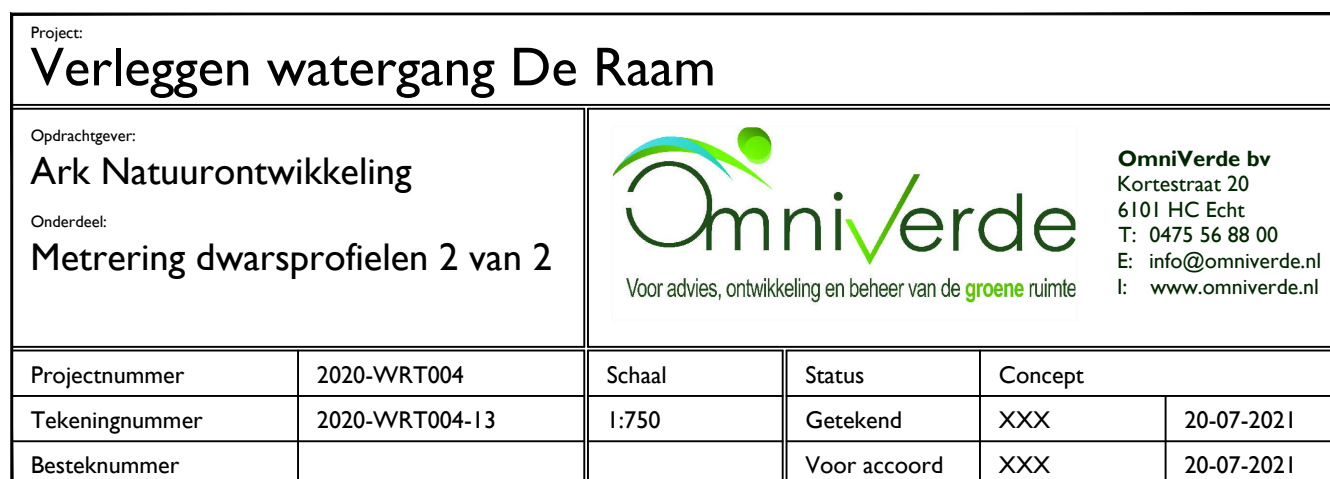 Project:
Verleggen watergang De Raam
Opdrachtgever:
Ark Natuurontwikkeling
Onderdeel:
Metrering dwarsprofielen 2 van 2
OmniVerde
Voor advies, ontwikkeling en beheer van de groene ruimte
OmniVerde bv
Kortestraat 20
6101 HC Echt
T: 0475 56 88 00
E: info@omniverde.nl
I: www.omniverde.nl
Projectnummer 2020-WRT004 Schaal Status Concept
Tekeningnummer 2020-WRT004-13 1:750 Getekend XXX 20-07-2021
Besteknummer Voor accoord XXX 20-07-2021